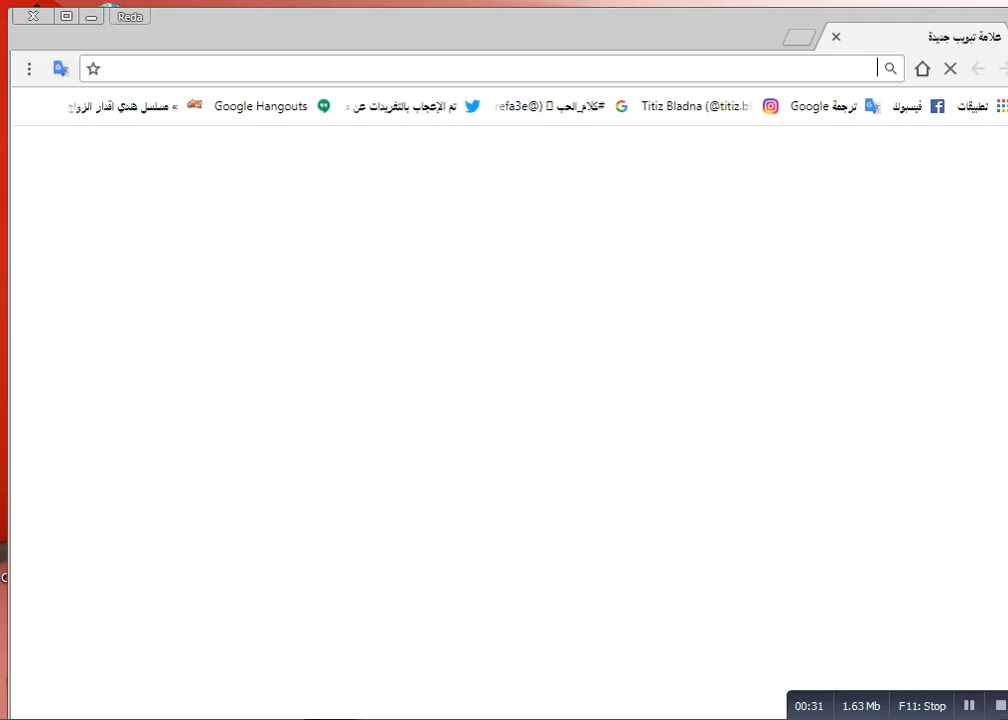 Reda
علامة تبويب جديدة
تطبيقات
فيسبوك
ترجمة Google
Titiz Bladna (@titiz.bl
#كلام_الحب (@refa3e
تم الإعجاب بالتغريدات عن
Google Hangouts
مسلسل هندي أقدار الزواج
«
00:31
1.63 Mb
F11: Stop